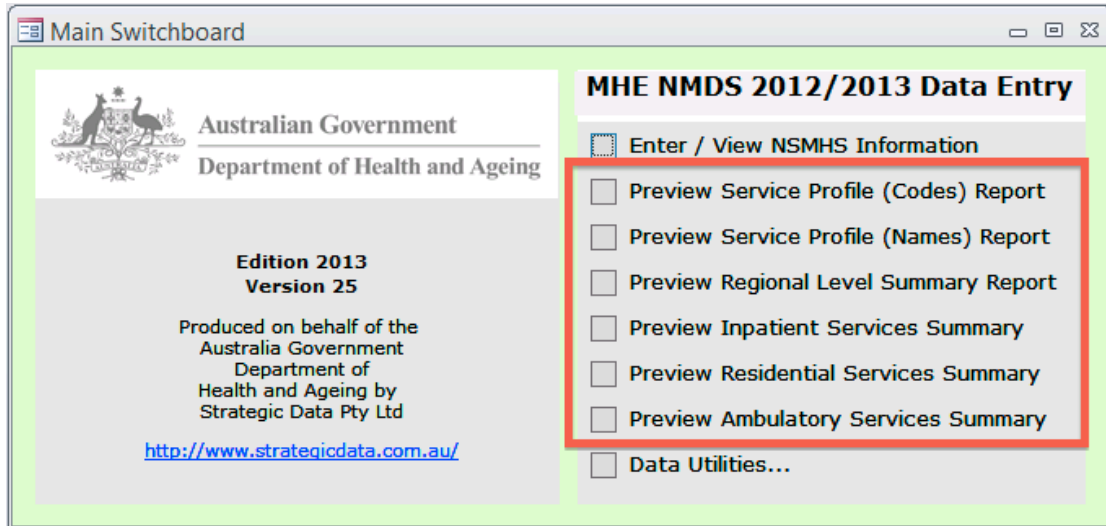 Main Switchboard
Australian Government
Department of Health and Ageing
Edition 2013
Version 25
Produced on behalf of the
Australia Government
Department of
Health and Ageing by
Strategic Data Pty Ltd
http://www.strategicdata.com.au/
MHE NMDS 2012/2013 Data Entry
Enter / View NSMHS Information
Preview Service Profile (Codes) Report
Preview Service Profile (Names) Report
Preview Regional Level Summary Report
Preview Inpatient Services Summary
Preview Residential Services Summary
Preview Ambulatory Services Summary
Data Utilities...